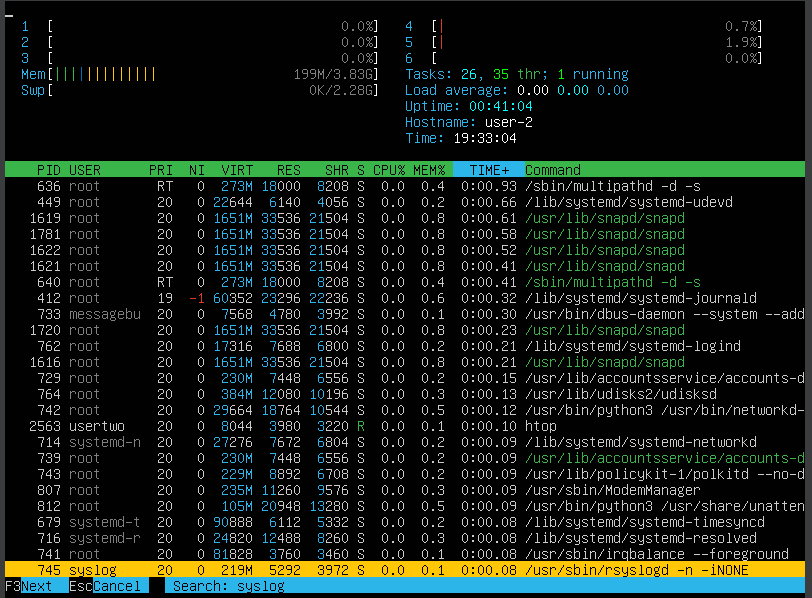 1 [ 0.0%] 4 [| 0.7%]
2 [ 0.0%] 5 [| 1.9%]
3 [ 0.0%] 6 [ 0.0%]
Mem[||||||||||||| 199M/3.83G] Tasks: 26, 35 thr; 1 running
Swp[ 0K/2.28G] Load average: 0.00 0.00 0.00
Uptime: 00:41:04
Hostname: user-2
Time: 19:33:04
PID USER PRI NI VIRT RES SHR S CPU% MEM% TIME+ Command
636 root RT 0 273M 18000 8208 S 0.0 0.4 0:00.93 /sbin/multipathd -d -s
449 root 20 0 22644 6140 4056 S 0.0 0.2 0:00.66 /lib/systemd/systemd-udevd
1619 root 20 0 1651M 33536 21504 S 0.0 0.8 0:00.61 /usr/lib/snapd/snapd
1781 root 20 0 1651M 33536 21504 S 0.0 0.8 0:00.58 /usr/lib/snapd/snapd
1622 root 20 0 1651M 33536 21504 S 0.0 0.8 0:00.52 /usr/lib/snapd/snapd
1621 root 20 0 1651M 33536 21504 S 0.0 0.8 0:00.41 /usr/lib/snapd/snapd
640 root RT 0 273M 18000 8208 S 0.0 0.4 0:00.41 /sbin/multipathd -d -s
412 root 19 -1 60352 23296 22236 S 0.0 0.6 0:00.32 /lib/systemd/systemd-journald
733 messagebu 20 0 7568 4780 3992 S 0.0 0.1 0:00.30 /usr/bin/dbus-daemon --system --add
1720 root 20 0 1651M 33536 21504 S 0.0 0.8 0:00.23 /usr/lib/snapd/snapd
762 root 20 0 17316 7688 6800 S 0.0 0.2 0:00.21 /lib/systemd/systemd-logind
1616 root 20 0 1651M 33536 21504 S 0.0 0.8 0:00.21 /usr/lib/snapd/snapd
729 root 20 0 230M 7448 6556 S 0.0 0.2 0:00.15 /usr/lib/accountsservice/accounts-d
764 root 20 0 384M 12080 10196 S 0.0 0.3 0:00.13 /usr/lib/udisks2/udisksd
742 root 20 0 29664 18764 10544 S 0.0 0.5 0:00.12 /usr/bin/python3 /usr/bin/networkd-
2563 usertwo 20 0 8044 3980 3220 R 0.0 0.1 0:00.10 htop
714 systemd-n 20 0 27276 7672 6804 S 0.0 0.2 0:00.09 /lib/systemd/systemd-networkd
739 root 20 0 230M 7448 6556 S 0.0 0.2 0:00.09 /usr/lib/accountsservice/accounts-d
743 root 20 0 229M 8892 6708 S 0.0 0.2 0:00.09 /usr/lib/policykit-1/polkitd --no-d
807 root 20 0 235M 11260 9576 S 0.0 0.3 0:00.09 /usr/sbin/ModemManager
812 root 20 0 105M 20948 13280 S 0.0 0.5 0:00.09 /usr/bin/python3 /usr/share/unatten
679 systemd-t 20 0 90888 6112 5332 S 0.0 0.2 0:00.08 /lib/systemd/systemd-timesyncd
716 systemd-r 20 0 24820 12488 8260 S 0.0 0.3 0:00.08 /lib/systemd/systemd-resolved
741 root 20 0 81828 3760 3460 S 0.0 0.1 0:00.08 /usr/sbin/irqbalance --foreground
745 syslog 20 0 219M 5292 3972 S 0.0 0.1 0:00.08 /usr/sbin/rsyslogd -n -iNONE
F3Next EscCancel Search: syslog